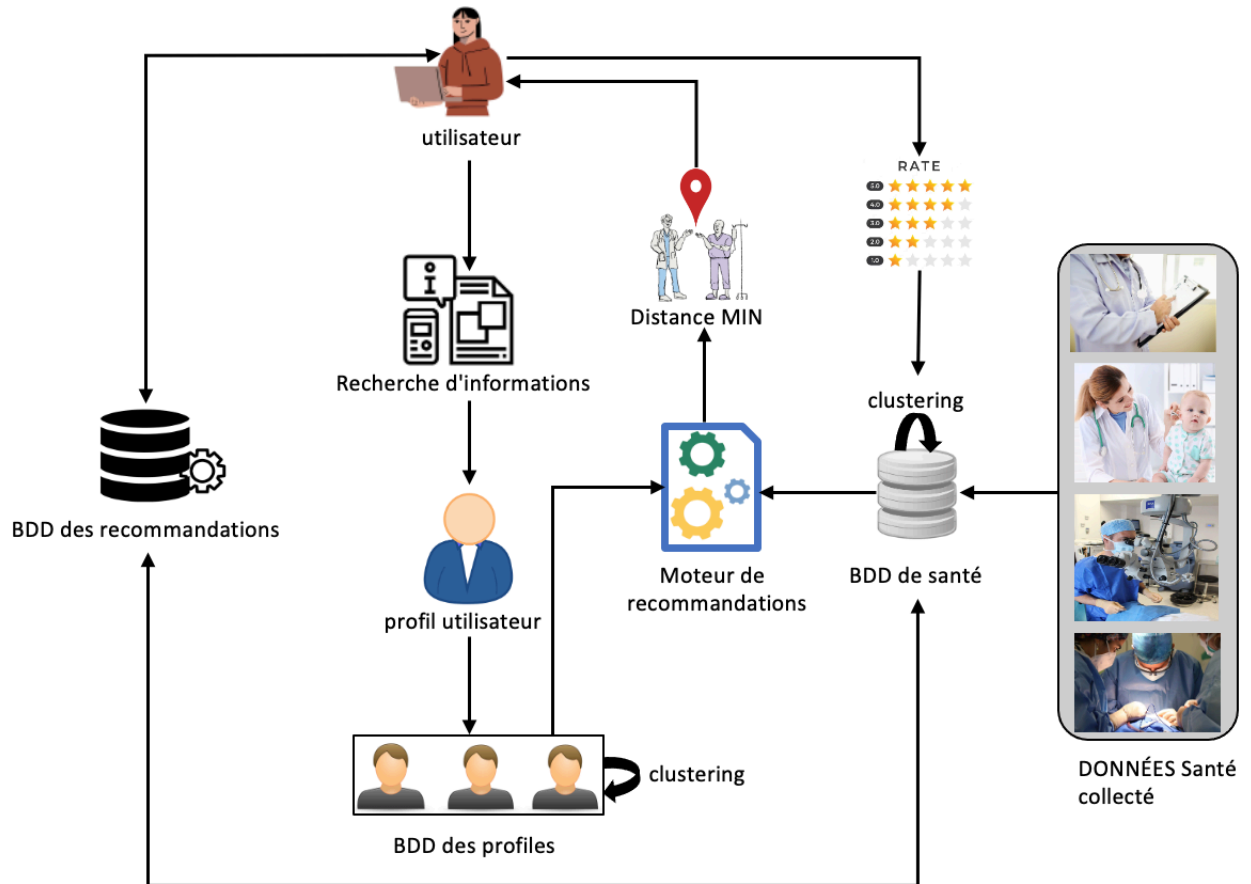 utilisateur
RATE
5.0
4.0
3.0
2.0
1.0
Distance MIN
Recherche d'informations
clustering
BDD des recommandations
Moteur de
recommandations
BDD de santé
profil utilisateur
clustering
DONNÉES Santé
collecté
BDD des profiles